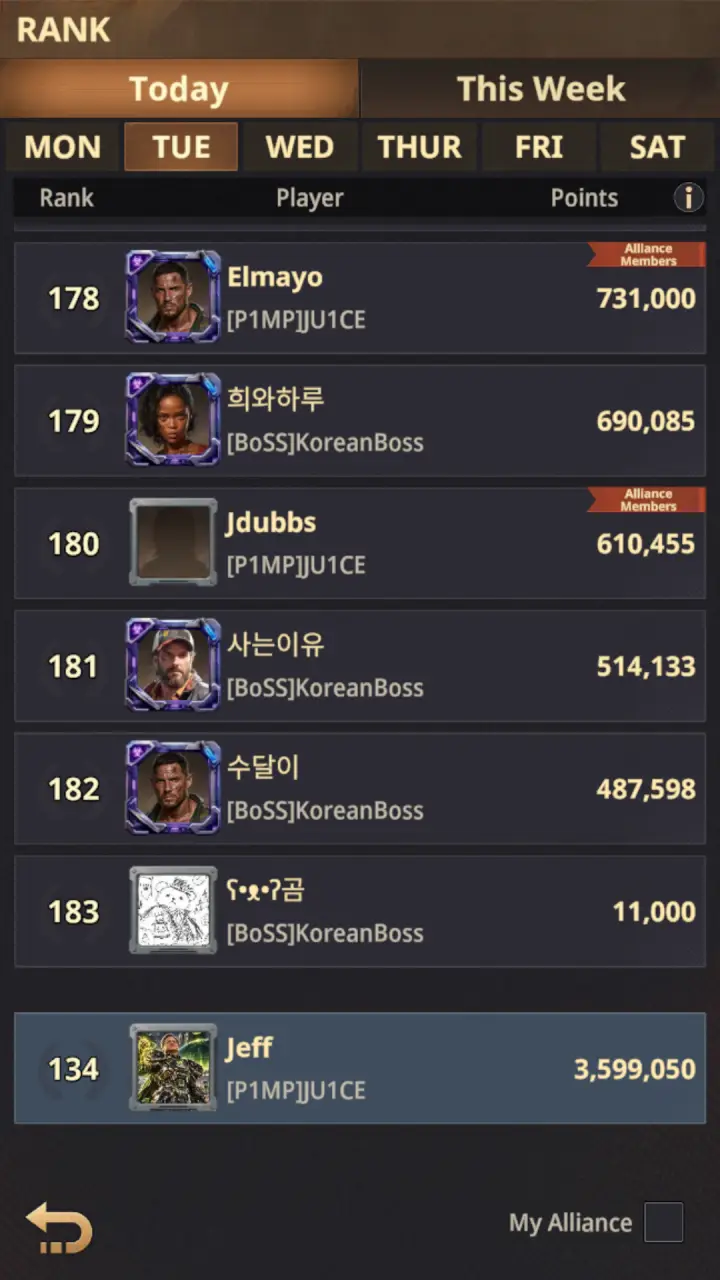 RANK
Today
This Week
MON TUE WED THUR FRI SAT
Rank Player Points i
Alliance
Members
178 Elmayo 731,000
[P1MP]JU1CE
179 희와하루 690,085
[BoSS]KoreanBoss
Alliance
Members
180 Jdubbs 610,455
[P1MP]JU1CE
181 사는이유 514,133
[BoSS]KoreanBoss
182 수달이 487,598
[BoSS]KoreanBoss
183 ʕ•ᴥ•ʔ곰 11,000
[BoSS]KoreanBoss
134 Jeff 3,599,050
[P1MP]JU1CE
My Alliance